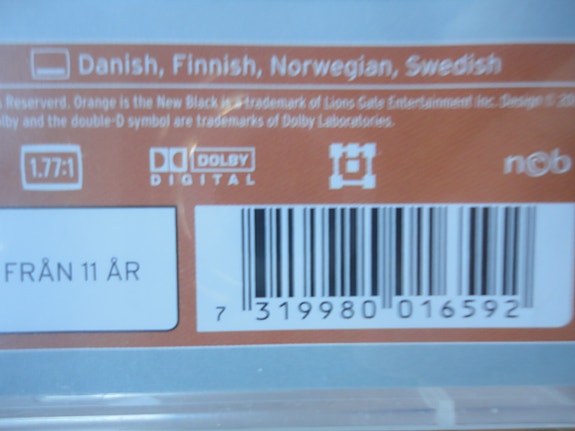 Danish, Finnish, Norwegian, Swedish
Reserverd. Orange is the New Black is a trademark of Lions Gate Entertainment Inc. Design © 20
lby and the double-D symbol are trademarks of Dolby Laboratories.
1.77:1
DOLBY
DIGITAL
n©b
FRÅN 11 ÅR
7 319980 016592